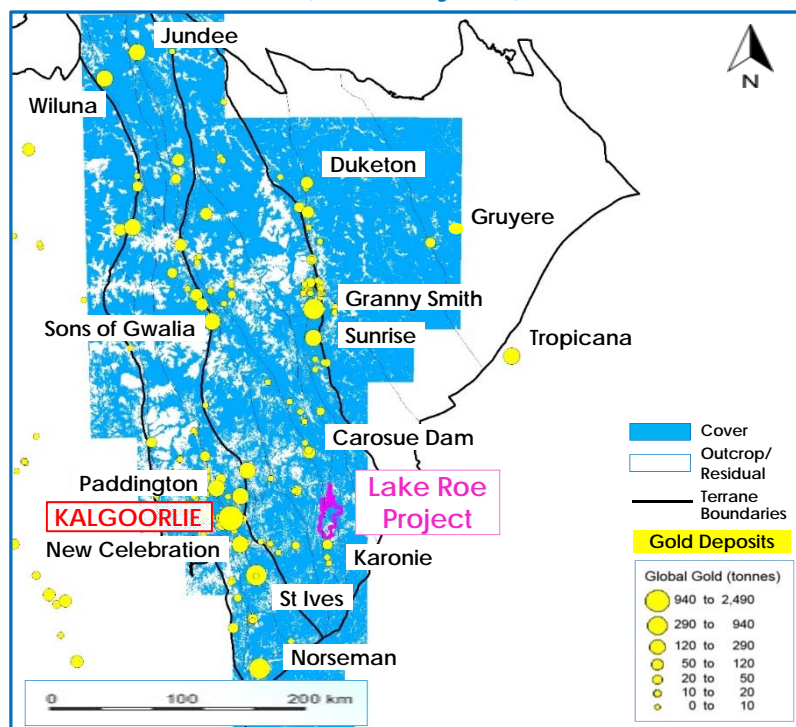 Jundee
N
Wiluna
Duketon
Gruyere
Granny Smith
Sons of Gwalia
Sunrise
Tropicana
Carosue Dam
Cover
Outcrop/
Residual
Terrane
Boundaries
Paddington
Lake Roe
Project
KALGOORLIE
New Celebration
Karonie
Gold Deposits
St Ives
Norseman
Global Gold (tonnes)
940 to 2,490
290 to 940
120 to 290
50 to 120
20 to 50
10 to 20
0 to 10
0 100 200 km